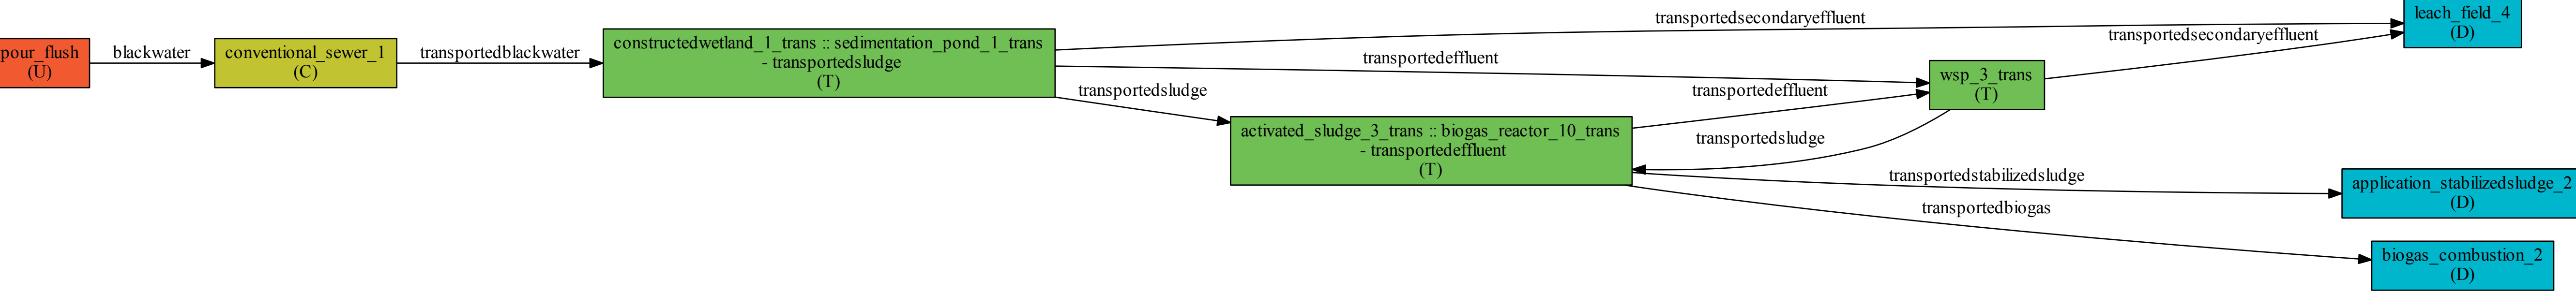 pour_flush
(U)
blackwater
conventional_sewer_1
(C)
transportedblackwater
constructedwetland_1_trans :: sedimentation_pond_1_trans
- transportedsludge
(T)
transportedsecondaryeffluent
transportedeffluent
transportedsludge
activated_sludge_3_trans :: biogas_reactor_10_trans
- transportedeffluent
(T)
transportedeffluent
transportedsludge
wsp_3_trans
(T)
transportedsecondaryeffluent
transportedstabilizedsludge
transportedbiogas
leach_field_4
(D)
application_stabilizedsludge_2
(D)
biogas_combustion_2
(D)